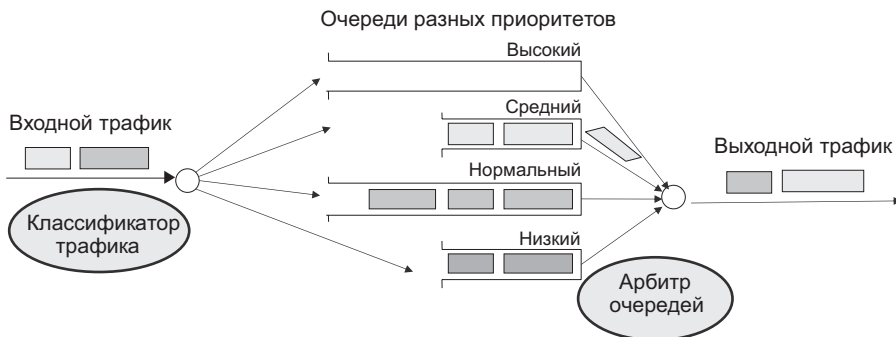 Очереди разных приоритетов
Высокий
Средний
Входной трафик
Выходной трафик
Нормальный
Классификатор
трафика
Низкий
Арбитр
очередей